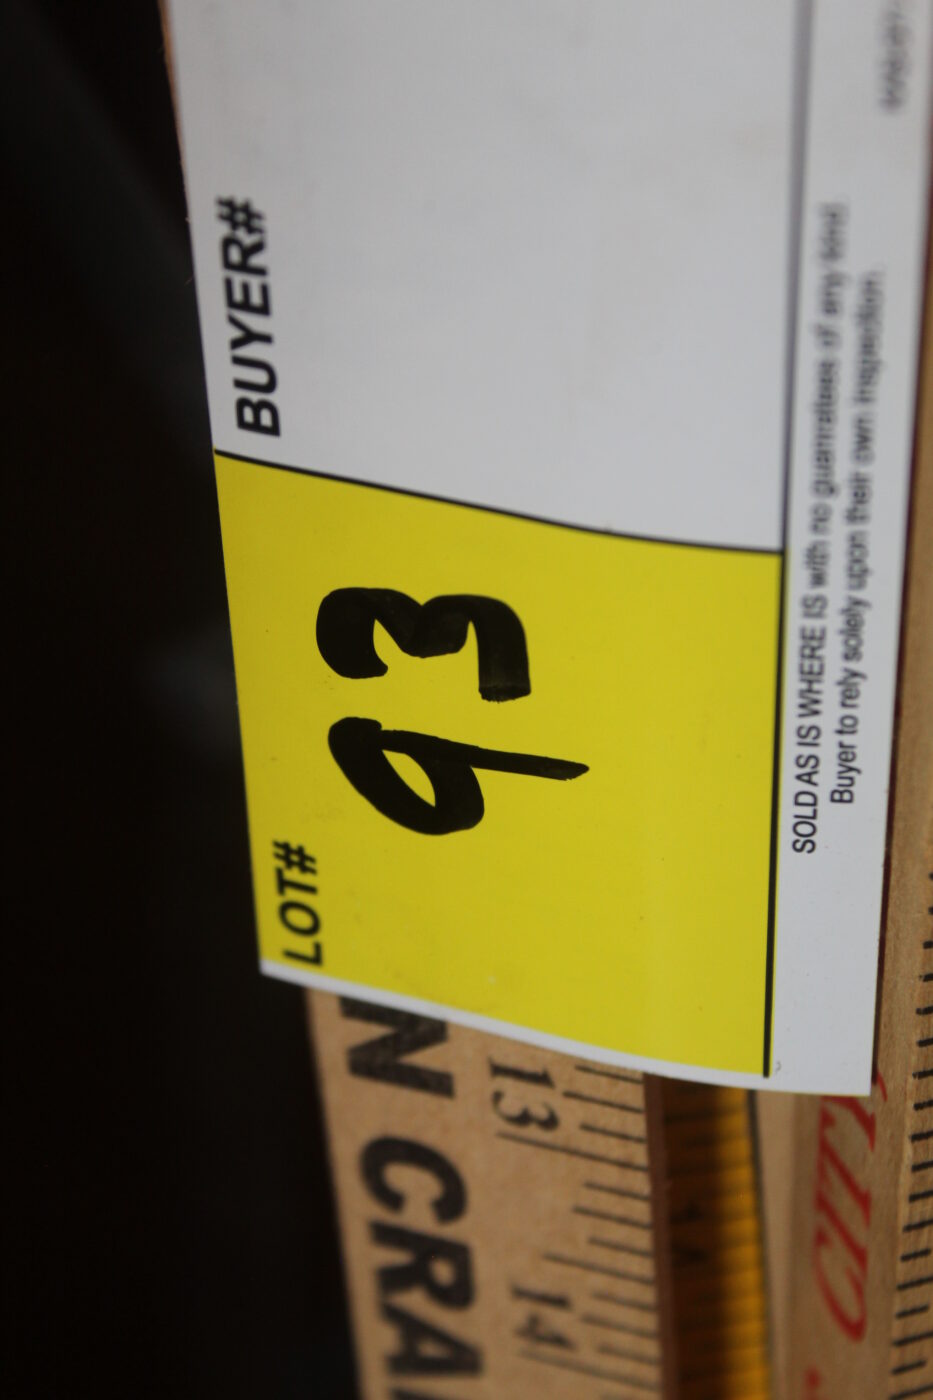 LOT#
BUYER#
93
SOLD AS IS WHERE IS with no guarantees of any kind.
Buyer to rely solely upon their own inspection.
N CRA
13
14